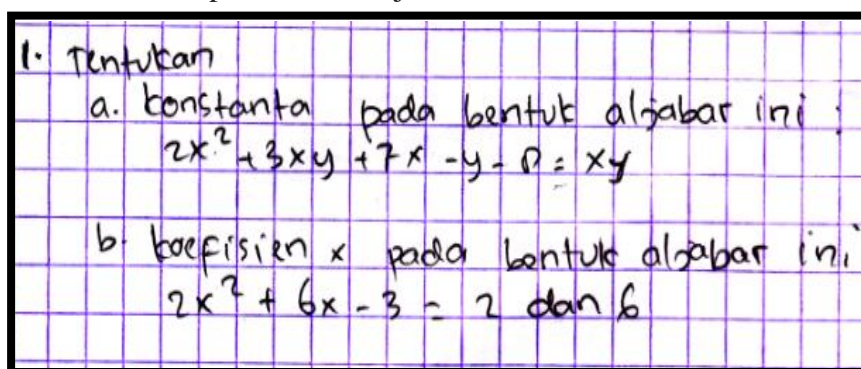 1. Tentukan
a. konstanta pada bentuk aljabar ini :
2x² + 3xy + 7x - y - 8 = xy
b. koefisien x pada bentuk aljabar ini
2x² + 6x - 3 = 2 dan 6